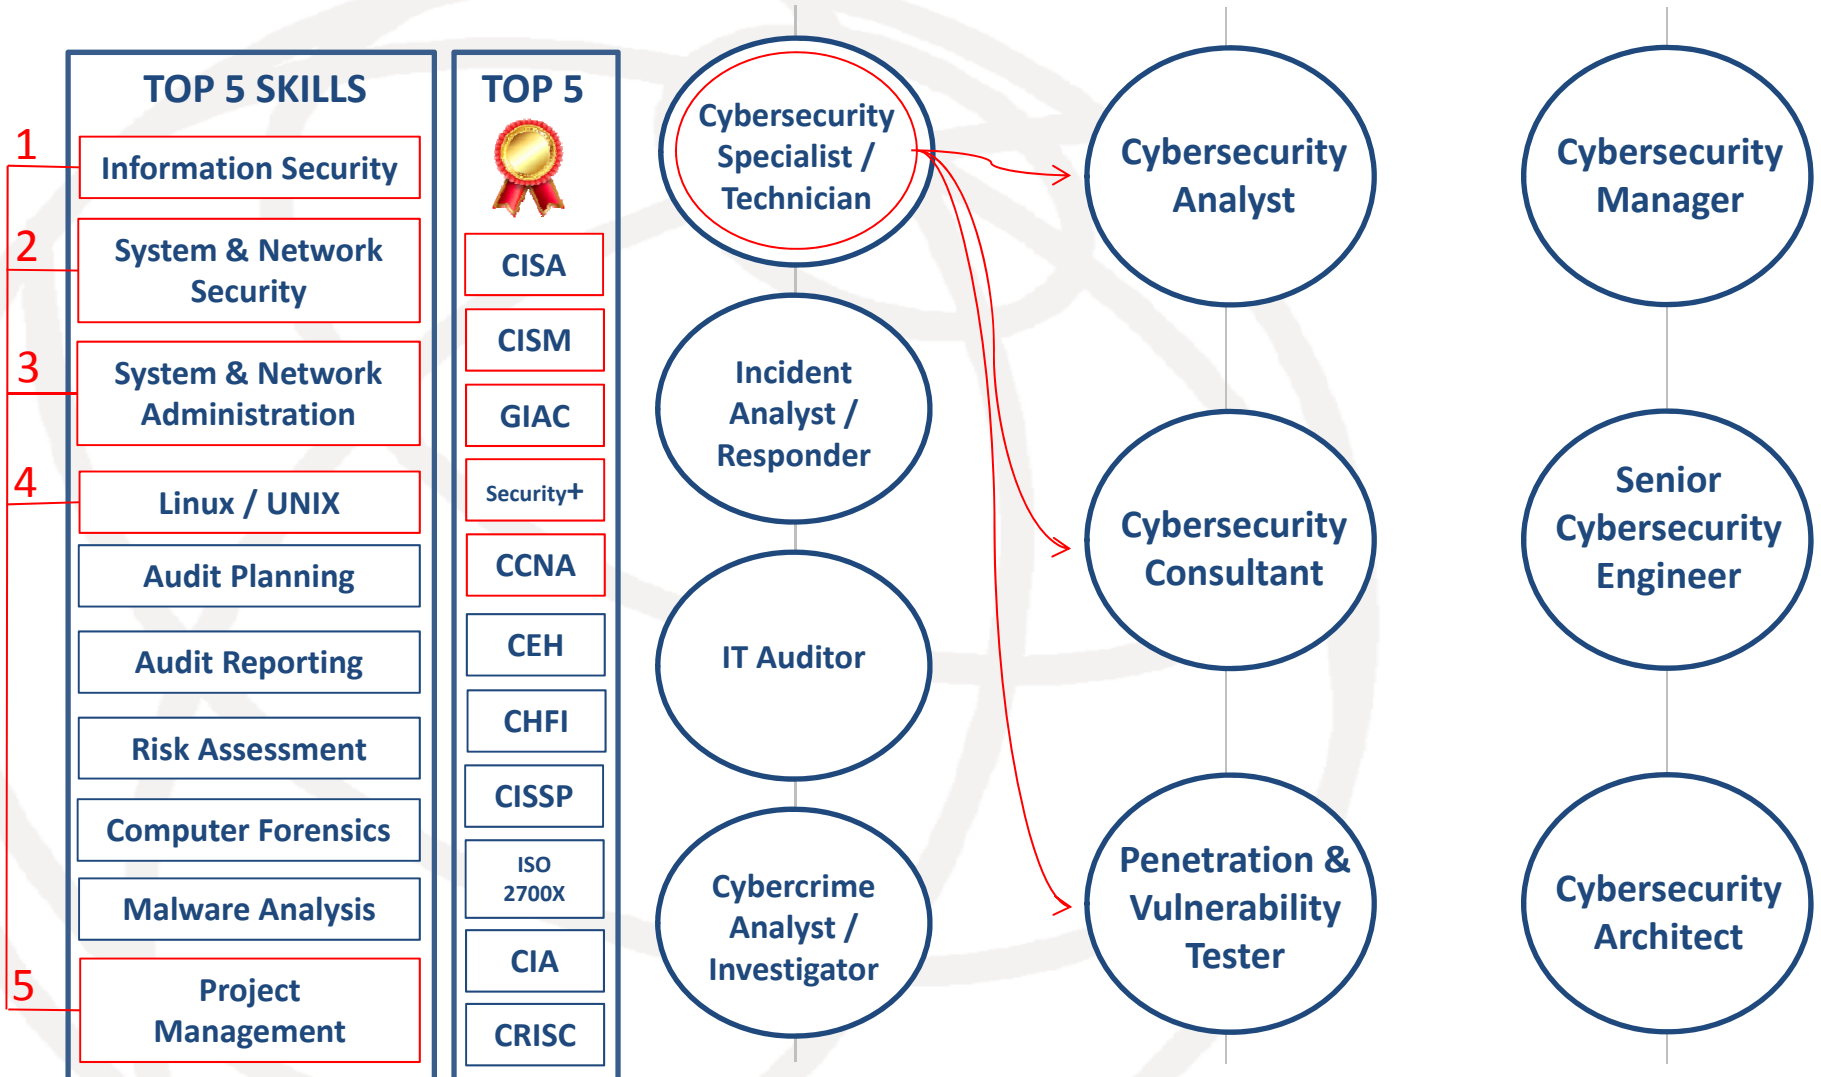 TOP 5 SKILLS
1
Information Security
2
System & Network
Security
3
System & Network
Administration
4
Linux / UNIX
Audit Planning
Audit Reporting
Risk Assessment
Computer Forensics
Malware Analysis
5
Project
Management
TOP 5
CISA
CISM
GIAC
Security+
CCNA
CEH
CHFI
CISSP
ISO
2700X
CIA
CRISC
Cybersecurity
Specialist /
Technician
Incident
Analyst /
Responder
IT Auditor
Cybercrime
Analyst /
Investigator
Cybersecurity
Analyst
Cybersecurity
Consultant
Penetration &
Vulnerability
Tester
Cybersecurity
Manager
Senior
Cybersecurity
Engineer
Cybersecurity
Architect